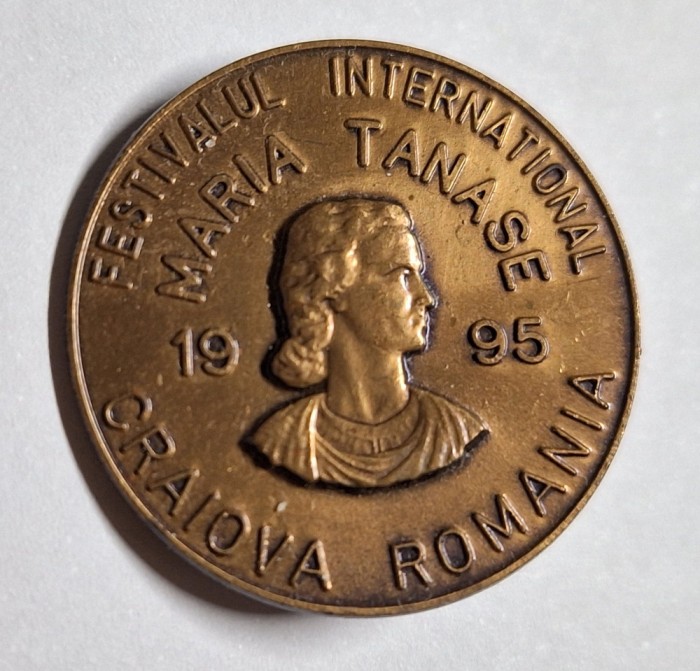 FESTIVALUL INTERNATIONAL
MARIA TANASE
19 95
CRAIOVA ROMANIA